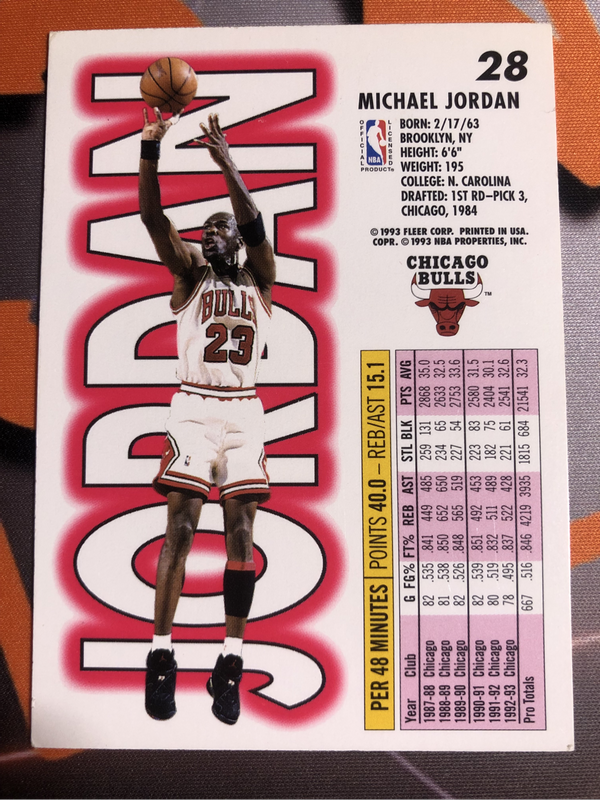 28
MICHAEL JORDAN
OFFICIAL LICENSED
NBA
PRODUCT®
BORN: 2/17/63
BROOKLYN, NY
HEIGHT: 6'6"
WEIGHT: 195
COLLEGE: N. CAROLINA
DRAFTED: 1ST RD–PICK 3,
CHICAGO, 1984
© 1993 FLEER CORP. PRINTED IN USA.
COPR. © 1993 NBA PROPERTIES, INC.
CHICAGO
BULLS
TM
JORDAN
BULLS
23
PER 48 MINUTES POINTS 40.0 – REB/AST 15.1
Year Club G FG% FT% REB AST STL BLK PTS AVG
1987-88 Chicago 82 .535 .841 449 485 259 131 2868 35.0
1988-89 Chicago 81 .538 .850 652 650 234 65 2633 32.5
1989-90 Chicago 82 .526 .848 565 519 227 54 2753 33.6
1990-91 Chicago 82 .539 .851 492 453 223 83 2580 31.5
1991-92 Chicago 80 .519 .832 511 489 182 75 2404 30.1
1992-93 Chicago 78 .495 .837 522 428 221 61 2541 32.6
Pro Totals 667 .516 .846 4219 3935 1815 684 21541 32.3